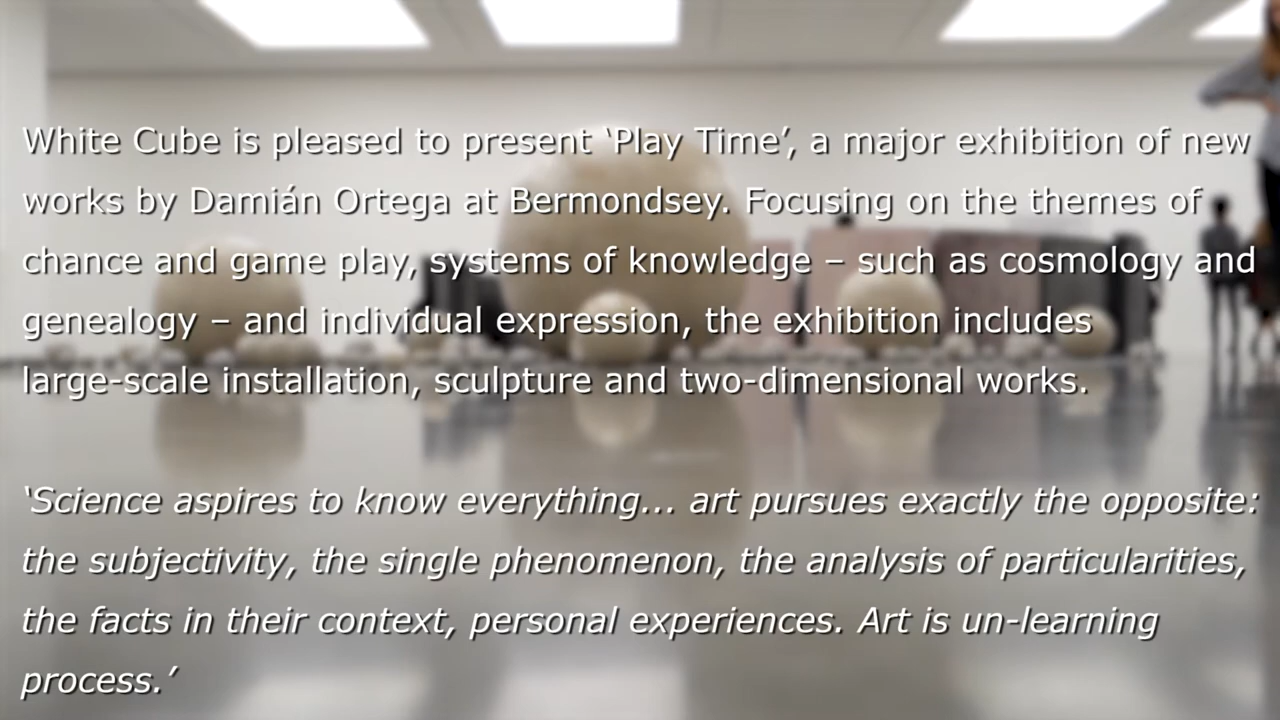 White Cube is pleased to present ‘Play Time’, a major exhibition of new
works by Damián Ortega at Bermondsey. Focusing on the themes of
chance and game play, systems of knowledge – such as cosmology and
genealogy – and individual expression, the exhibition includes
large-scale installation, sculpture and two-dimensional works.
‘Science aspires to know everything... art pursues exactly the opposite:
the subjectivity, the single phenomenon, the analysis of particularities,
the facts in their context, personal experiences. Art is un-learning
process.’